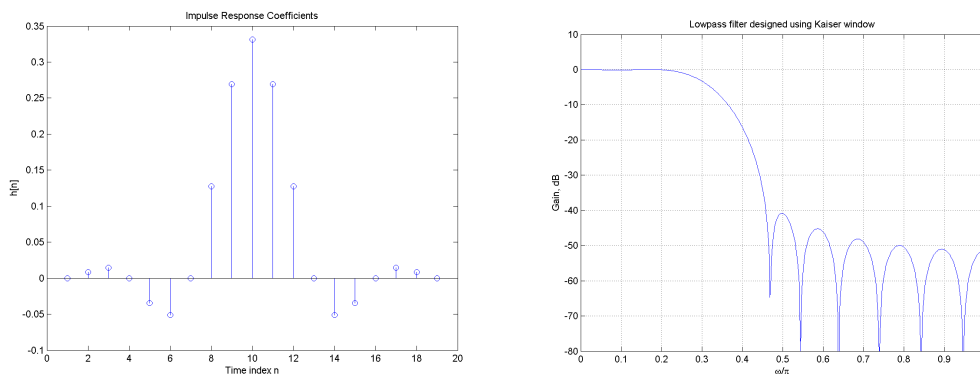 Impulse Response Coefficients
0.35
0.3
0.25
0.2
0.15
0.1
0.05
0
-0.05
-0.1
h[n]
0 2 4 6 8 10 12 14 16 18 20
Time index n
Lowpass filter designed using Kaiser window
10
0
-10
-20
-30
-40
-50
-60
-70
-80
Gain, dB
0 0.1 0.2 0.3 0.4 0.5 0.6 0.7 0.8 0.9
ω/π